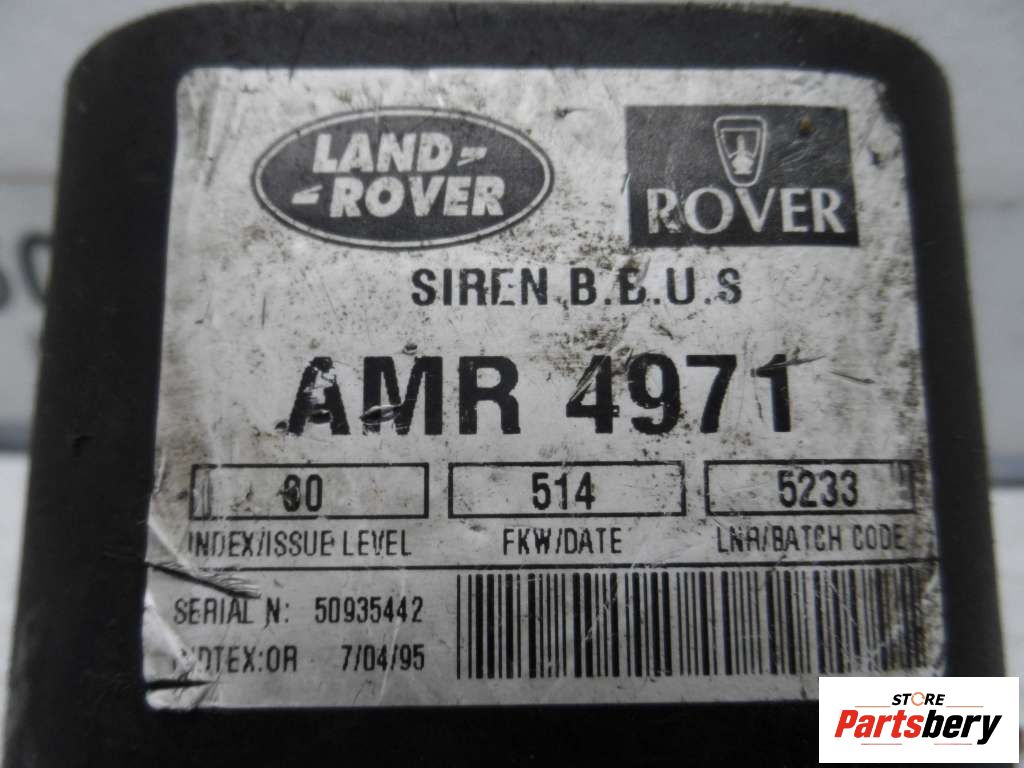 LAND-
-ROVER
ROVER
SIREN B.B.U.S
AMR 4971
514
5233
INDEX/ISSUE LEVEL
FKW/DATE
LNR/BATCH CODE
SERIAL N: 50935442
7/04/95
STORE
Partsbery